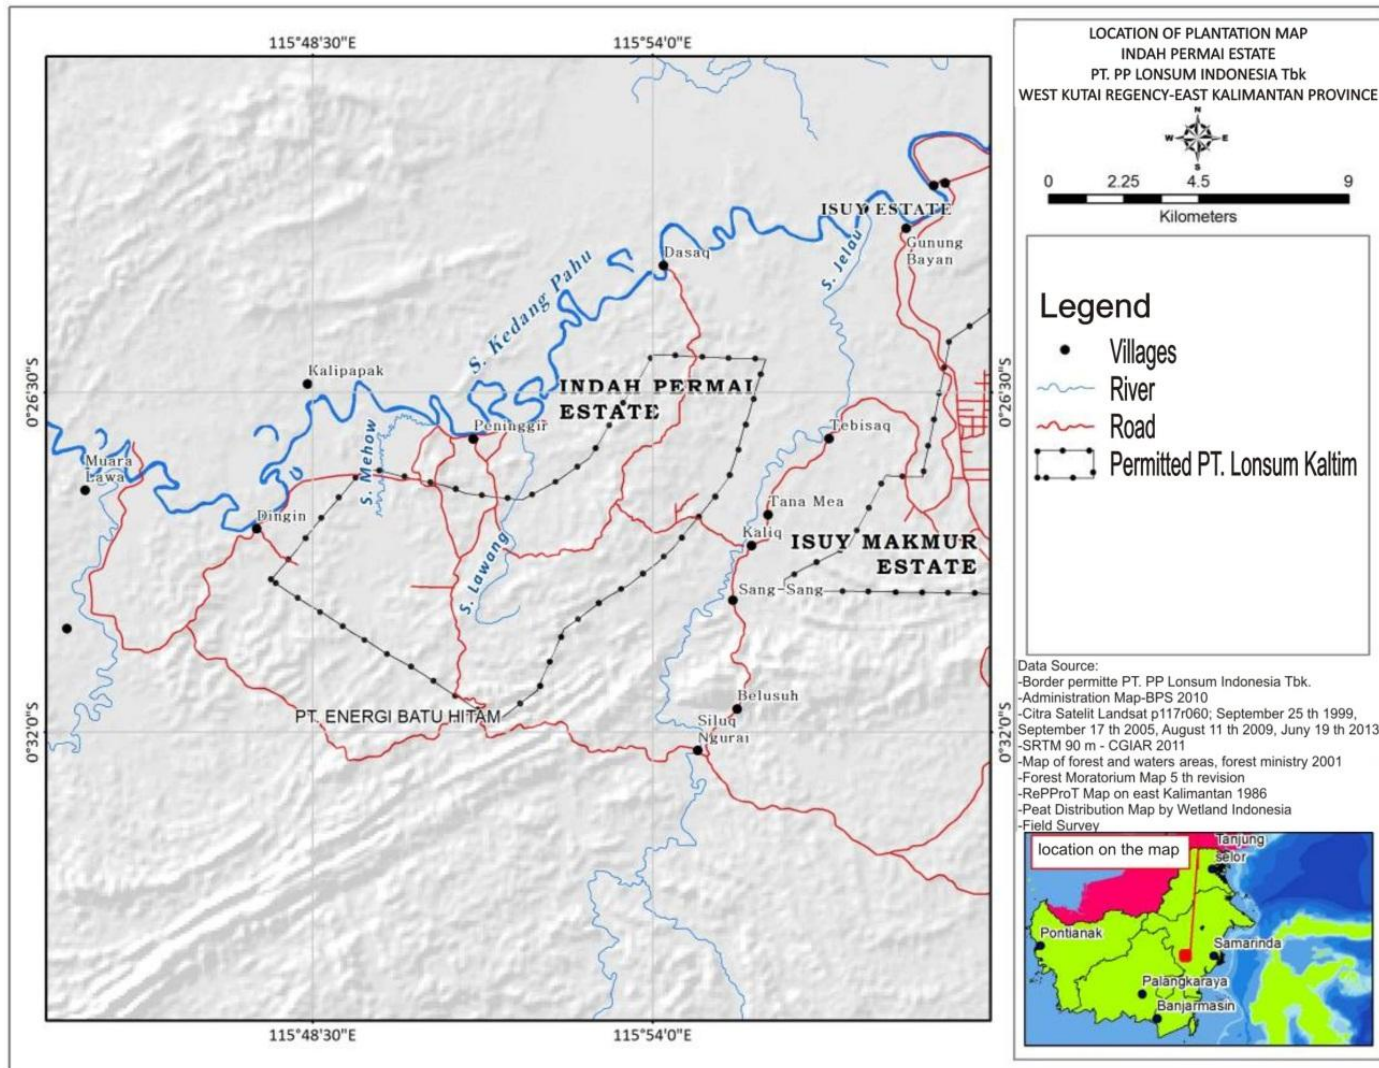 115°48'30"E
115°54'0"E
0°26'30"S
0°32'0"S
ISUY ESTATE
Gunung
Bayan
Dasaq
S. Jelau
S. Kedang Pahu
Kalipapak
INDAH PERMAI
ESTATE
Peninggir
Tebisaq
Muara
Lawa
S. Mehow
Dingin
Tana Mea
Kaliq
ISUY MAKMUR
ESTATE
S. Lawang
Sang-Sang
Belusuh
PT. ENERGI BATU HITAM
Siluq
Ngurai
0°26'30"S
0°32'0"S
115°48'30"E
115°54'0"E
LOCATION OF PLANTATION MAP
INDAH PERMAI ESTATE
PT. PP LONSUM INDONESIA Tbk
WEST KUTAI REGENCY-EAST KALIMANTAN PROVINCE
N
W E
S
0 2.25 4.5 9
Kilometers
Legend
Villages
River
Road
Permitted PT. Lonsum Kaltim
Data Source:
-Border permitte PT. PP Lonsum Indonesia Tbk.
-Administration Map-BPS 2010
-Citra Satelit Landsat p117r060; September 25 th 1999,
September 17 th 2005, August 11 th 2009, Juny 19 th 2013
-SRTM 90 m - CGIAR 2011
-Map of forest and waters areas, forest ministry 2001
-Forest Moratorium Map 5 th revision
-RePProT Map on east Kalimantan 1986
-Peat Distribution Map by Wetland Indonesia
-Field Survey
location on the map
Tanjung
selor
Pontianak
Samarinda
Palangkaraya
Banjarmasin